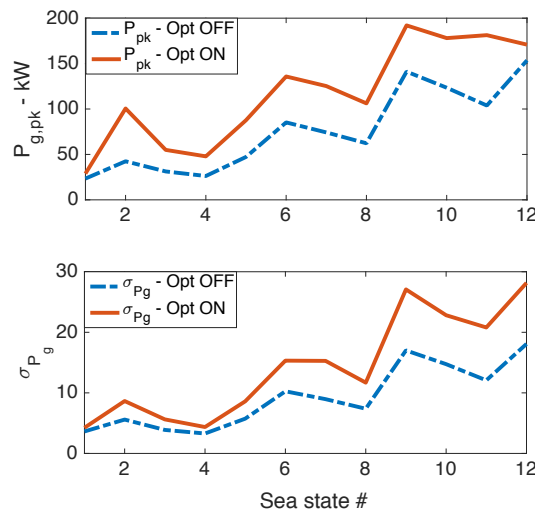 200
150
100
50
0
P_g,pk - kW
P_pk - Opt OFF
P_pk - Opt ON
2 4 6 8 10 12
30
20
10
0
σ_P_g
σ_Pg - Opt OFF
σ_Pg - Opt ON
2 4 6 8 10 12
Sea state #